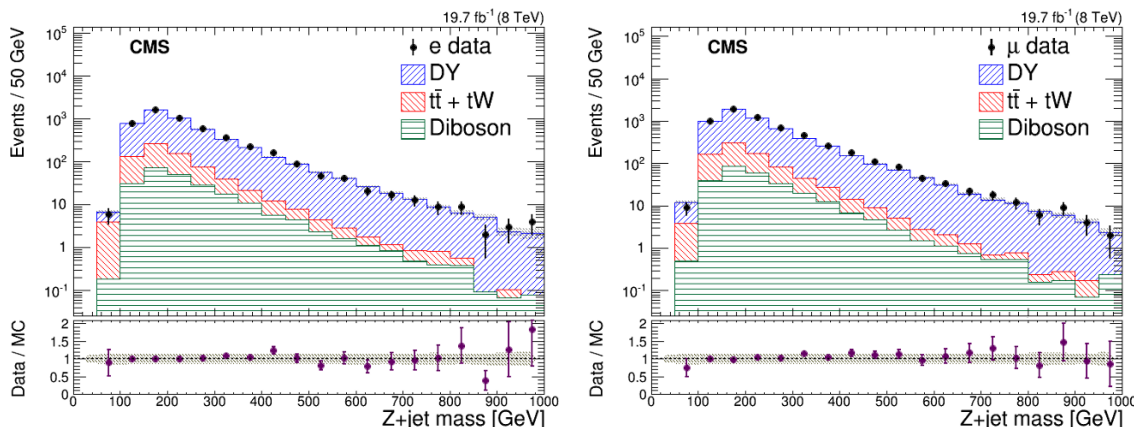 19.7 fb⁻¹ (8 TeV)
CMS
e data
DY
tt̄ + tW
Diboson
Events / 50 GeV
10⁵
10⁴
10³
10²
10
1
10⁻¹
Data / MC
2
1.5
1
0.5
0
0 100 200 300 400 500 600 700 800 900 1000
Z+jet mass [GeV]
19.7 fb⁻¹ (8 TeV)
CMS
μ data
DY
tt̄ + tW
Diboson
Events / 50 GeV
10⁵
10⁴
10³
10²
10
1
10⁻¹
Data / MC
2
1.5
1
0.5
0
0 100 200 300 400 500 600 700 800 900 1000
Z+jet mass [GeV]